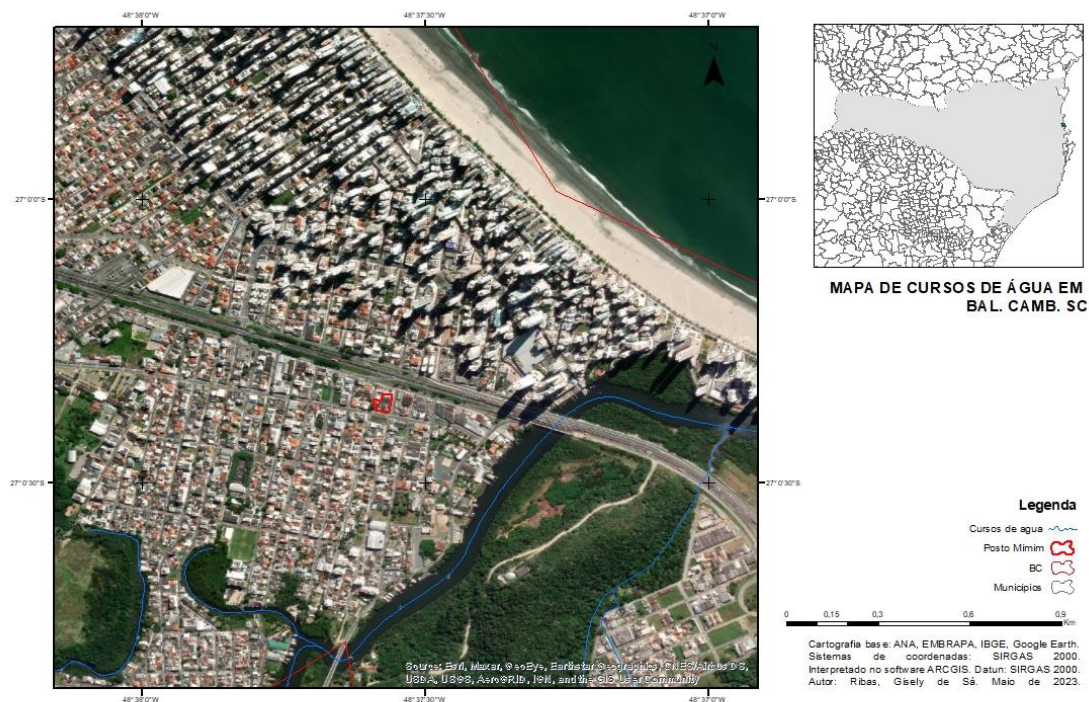 48°38'0"W 48°37'30"W 48°37'0"W
N
27°0'0"S 27°0'0"S
MAPA DE CURSOS DE ÁGUA EM
BAL. CAMB. SC
27°0'30"S 27°0'30"S
Legenda
Cursos de agua
Posto Mimim
BC
Municípios
0 0,15 0,3 0,6 0,9
Km
Cartografia base: ANA, EMBRAPA, IBGE, Google Earth.
Sistemas de coordenadas: SIRGAS 2000.
Interpretado no software ARCGIS. Datun: SIRGAS 2000.
Autor: Ribas, Gisely de Sá. Maio de 2023.
Source: Esri, Maxar, GeoEye, Earthstar Geographics, CNES/Airbus DS,
USDA, USGS, AeroGRID, IGN, and the GIS User Community
48°38'0"W 48°37'30"W 48°37'0"W